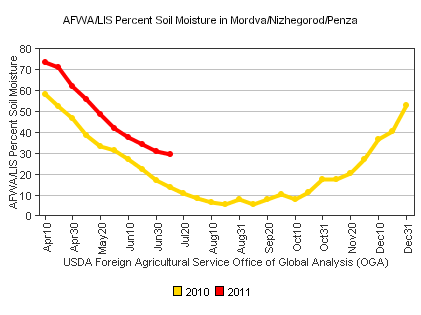 AFWA/LIS Percent Soil Moisture in Mordva/Nizhegorod/Penza
AFWA/LIS Percent Soil Moisture
80
70
60
50
40
30
20
10
0
Apr10
Apr30
May20
Jun10
Jun30
Jul20
Aug10
Aug31
Sep20
Oct10
Oct31
Nov20
Dec10
Dec31
USDA Foreign Agricultural Service Office of Global Analysis (OGA)
2010 2011